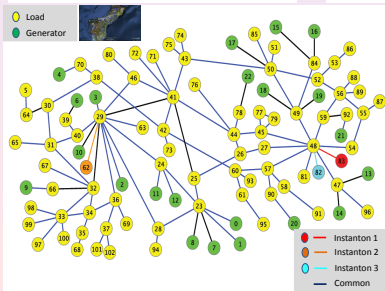 Load
Generator
80 72 71 74
75 43
17 85 51 15 16
84 53 86
4 70 38 46 50 52
5 6 3 41 76 22 18 19 56 88 89
30 64 39 29 63 42 78 77 79 49 59 92 55 87
65 31 40 10 44 45 48 21 54
67 62 73 26 27 83
9 66 32 2 24 25 60 57 82 13
98 33 34 36 11 12 93 90 58 47
99 100 35 69 28 23 0 61 91 14 96
97 68 101 37 102 94 8 7 1 95 20
Instanton 1
Instanton 2
Instanton 3
Common